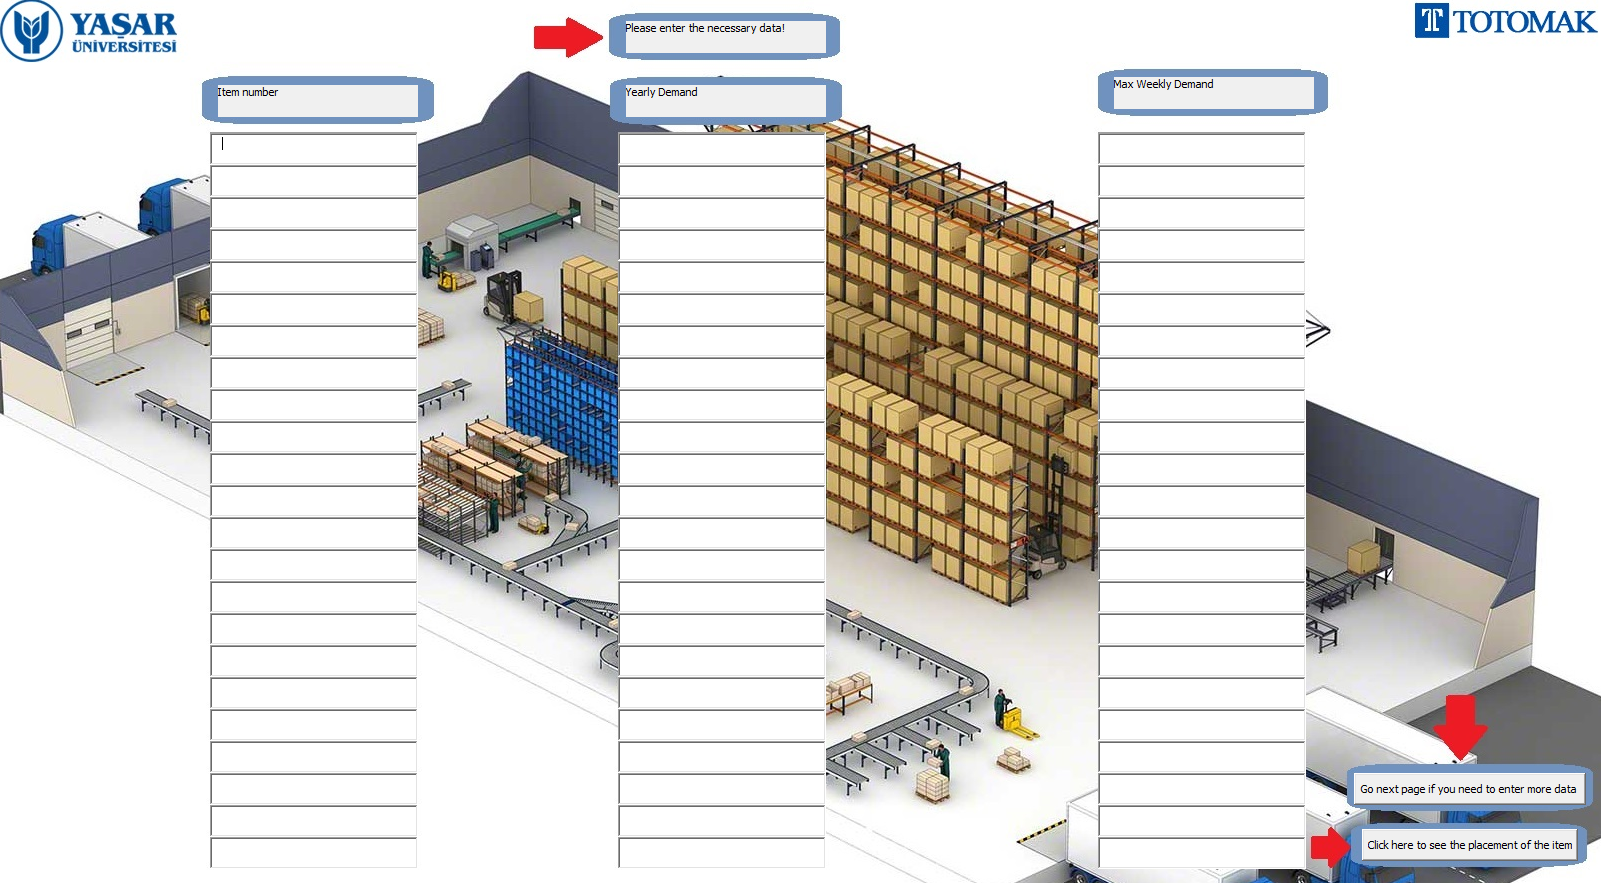 YAŞAR
ÜNİVERSİTESİ
Please enter the necessary data!
TOTOMAK
Item number
Yearly Demand
Max Weekly Demand
Go next page if you need to enter more data
Click here to see the placement of the item